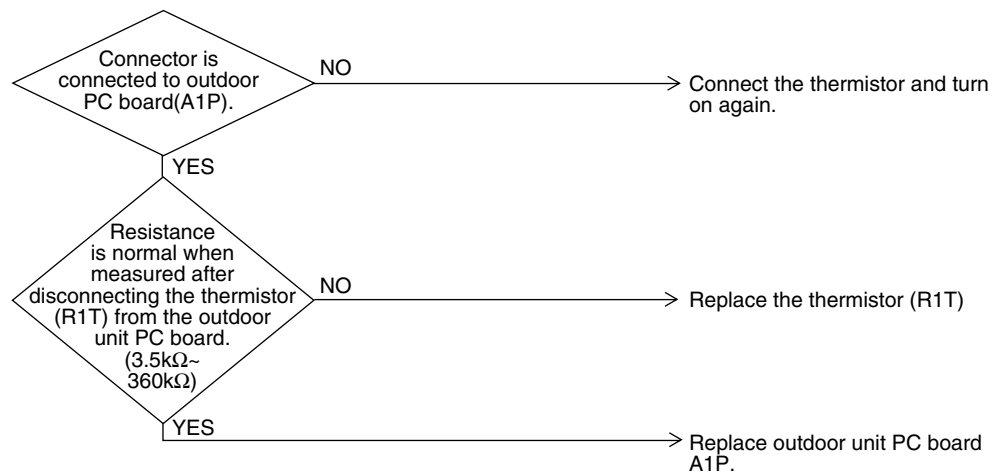 Connector is
connected to outdoor
PC board(A1P).
NO
Connect the thermistor and turn
on again.
YES
Resistance
is normal when
measured after
disconnecting the thermistor
(R1T) from the outdoor
unit PC board.
(3.5kΩ~
360kΩ)
NO
Replace the thermistor (R1T)
YES
Replace outdoor unit PC board
A1P.